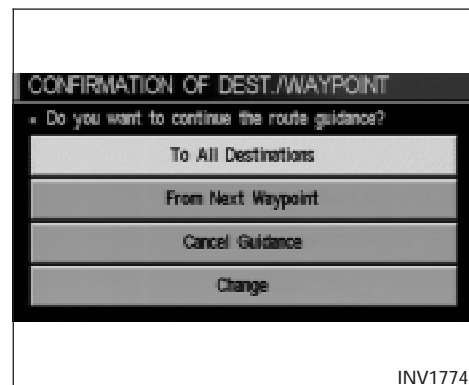 CONFIRMATION OF DEST./WAYPOINT
- Do you want to continue the route guidance?
To All Destinations
From Next Waypoint
Cancel Guidance
Change
INV1774